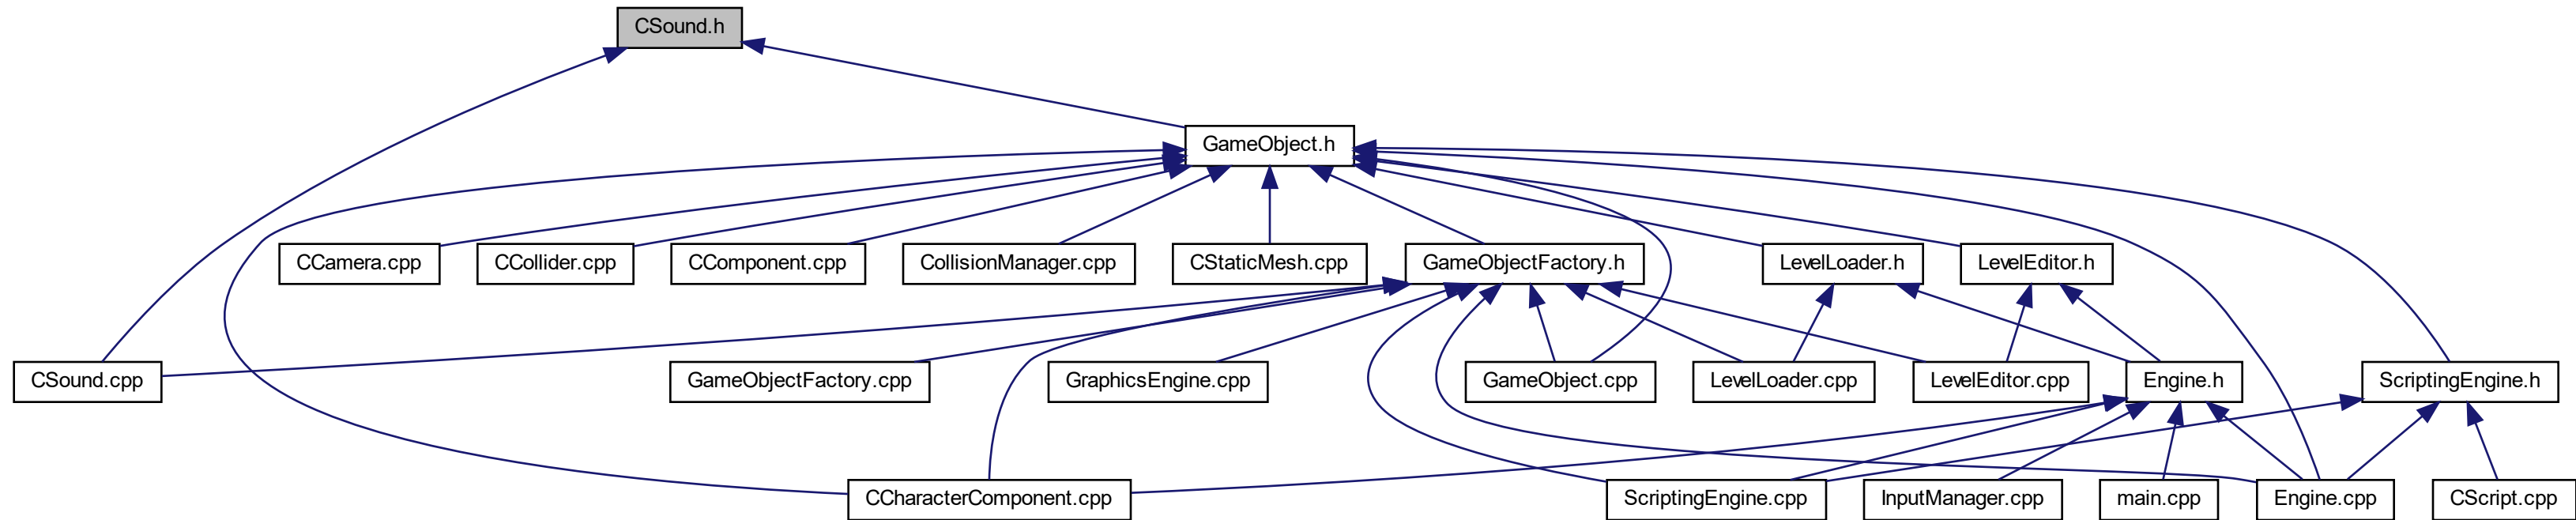 CSound.h
GameObject.h
CCamera.cpp
CCollider.cpp
CComponent.cpp
CollisionManager.cpp
CStaticMesh.cpp
GameObjectFactory.h
LevelLoader.h
LevelEditor.h
CSound.cpp
GameObjectFactory.cpp
GraphicsEngine.cpp
GameObject.cpp
LevelLoader.cpp
LevelEditor.cpp
Engine.h
ScriptingEngine.h
CCharacterComponent.cpp
ScriptingEngine.cpp
InputManager.cpp
main.cpp
Engine.cpp
CScript.cpp